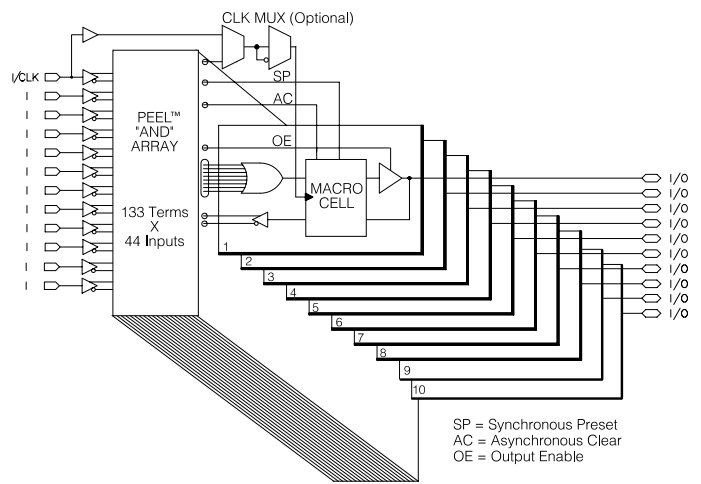 CLK MUX (Optional)
I/CLK
I
I
I
I
I
I
I
I
I
I
I
PEEL™
"AND"
ARRAY
133 Terms
X
44 Inputs
SP
AC
OE
MACRO
CELL
1
2
3
4
5
6
7
8
9
10
I/O
I/O
I/O
I/O
I/O
I/O
I/O
I/O
I/O
I/O
SP = Synchronous Preset
AC = Asynchronous Clear
OE = Output Enable